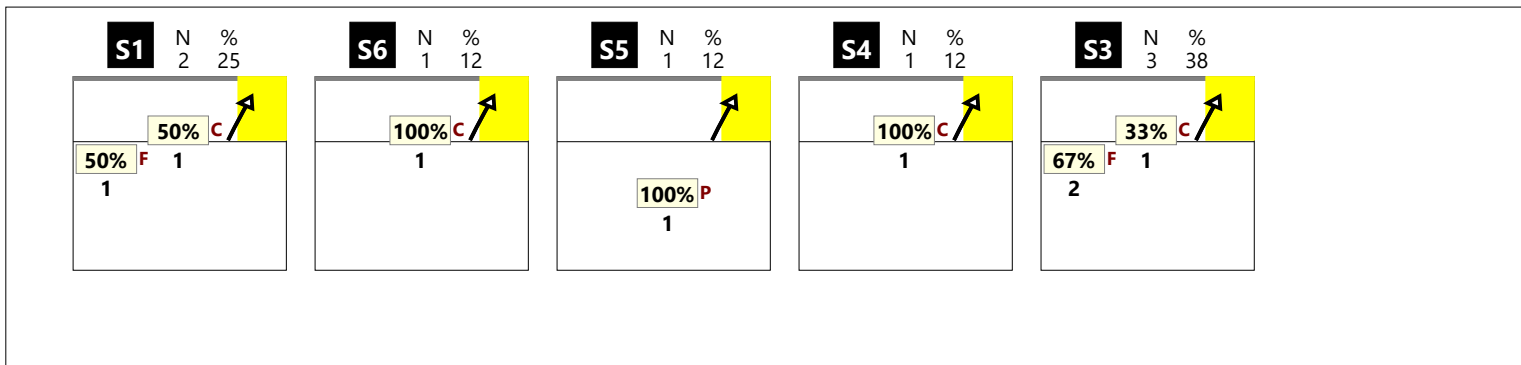 S1 N % 2 25
50% C
50% F 1
1
S6 N % 1 12
100% C
1
S5 N % 1 12
100% P
1
S4 N % 1 12
100% C
1
S3 N % 3 38
33% C
67% F 1
2